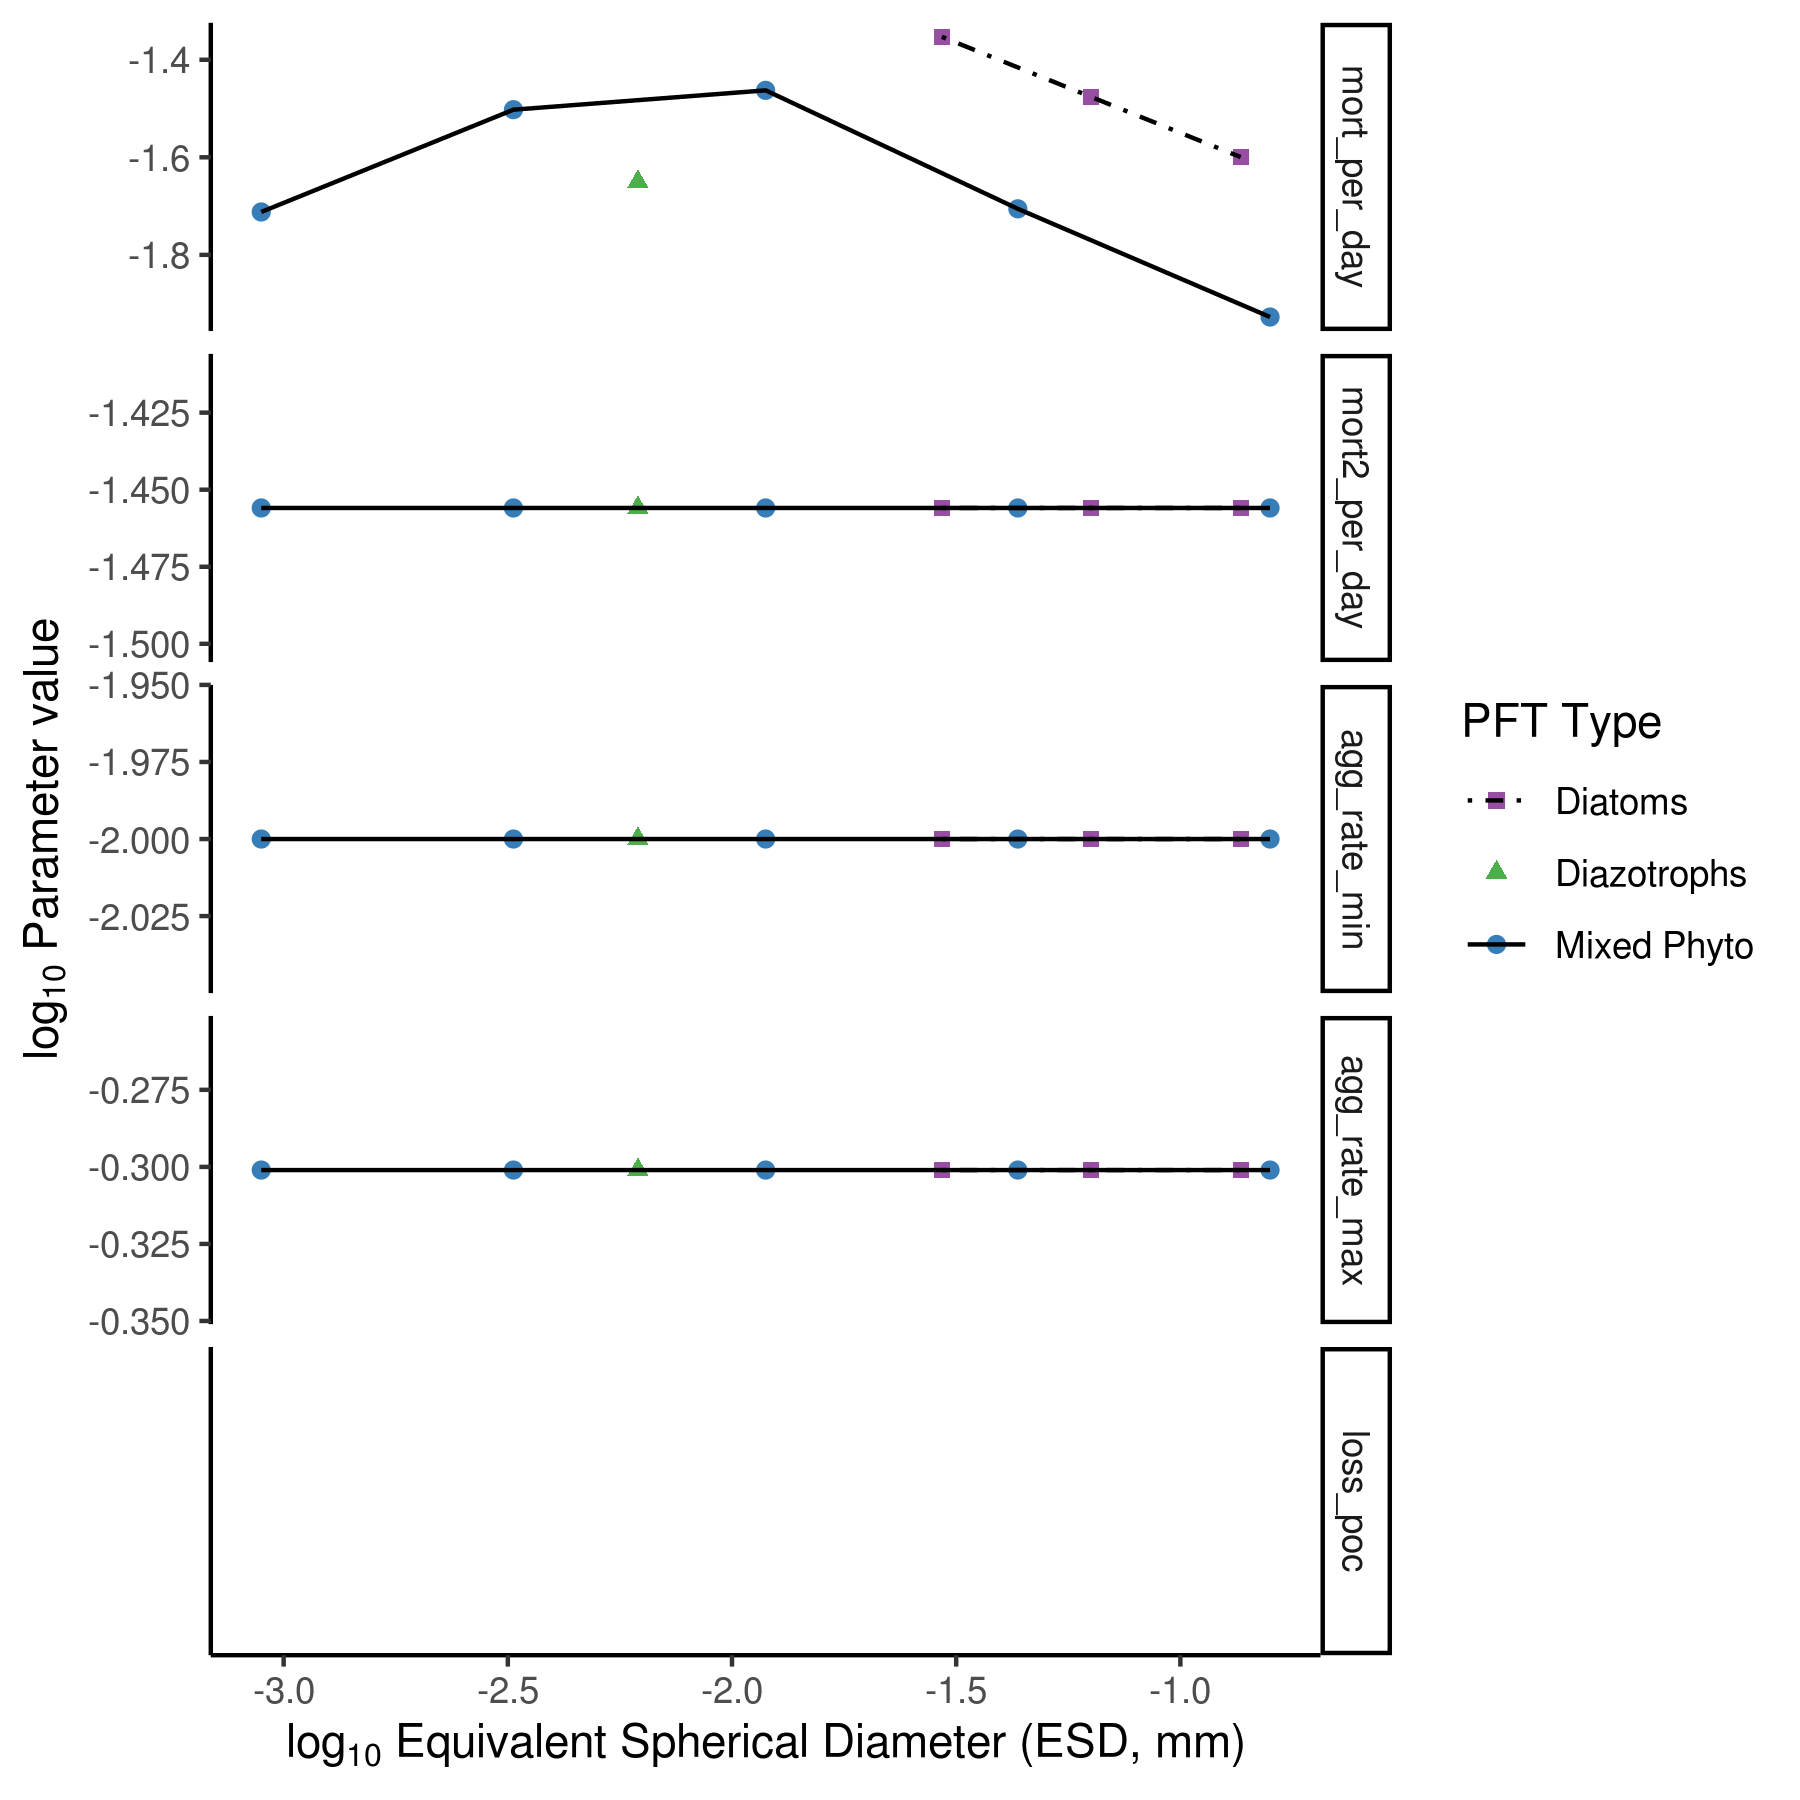 -1.4
-1.6
-1.8
mort_per_day
-1.425
-1.450
-1.475
-1.500
mort2_per_day
-1.950
-1.975
-2.000
-2.025
agg_rate_min
-0.275
-0.300
-0.325
-0.350
agg_rate_max
loss_poc
log10 Parameter value
-3.0 -2.5 -2.0 -1.5 -1.0
log10 Equivalent Spherical Diameter (ESD, mm)
PFT Type
Diatoms
Diazotrophs
Mixed Phyto